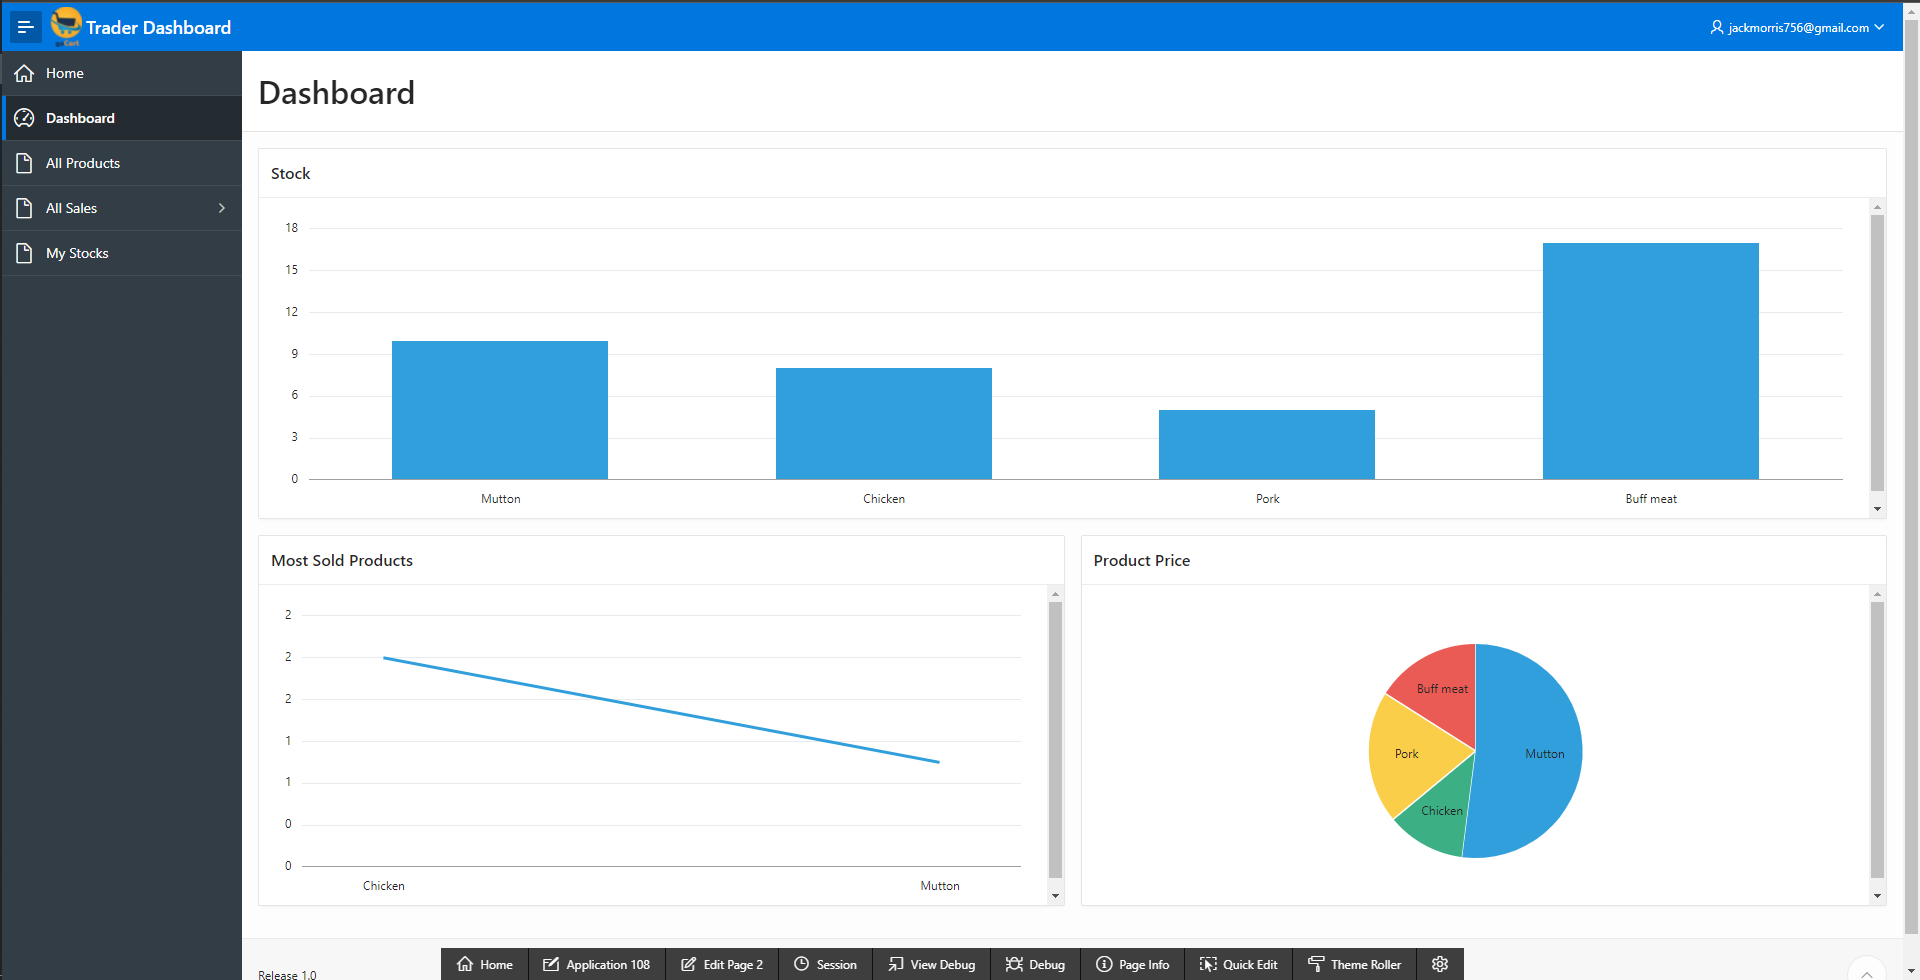 Trader Dashboard
jackmorris756@gmail.com
Home
Dashboard
All Products
All Sales
My Stocks
Dashboard
Stock
18
15
12
9
6
3
0
Mutton Chicken Pork Buff meat
Most Sold Products
2
2
2
1
1
0
0
Chicken Mutton
Product Price
Buff meat
Pork
Mutton
Chicken
Release 1.0
Home Application 108 Edit Page 2 Session View Debug Debug Page Info Quick Edit Theme Roller